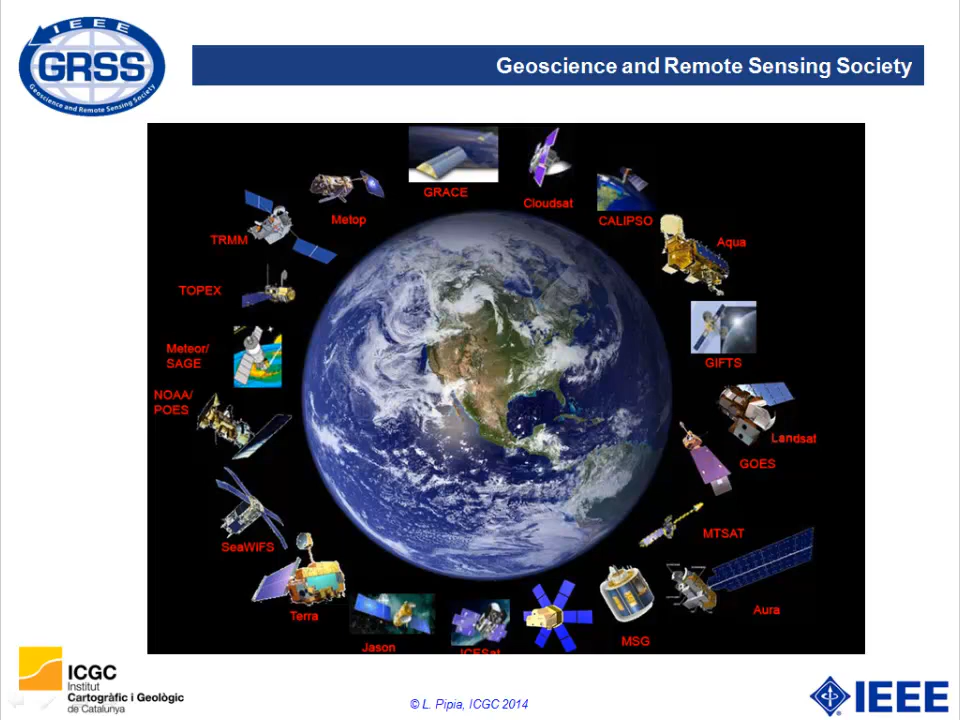 IEEE
GRSS
Geoscience and Remote Sensing Society
Geoscience and Remote Sensing Society
GRACE
Cloudsat
CALIPSO
Metop
Aqua
TRMM
TOPEX
Meteor/
SAGE
GIFTS
NOAA/
POES
Landsat
GOES
MTSAT
SeaWiFS
Aura
Terra
MSG
Jason
ICESat
ICGC
Institut
Cartogràfic i Geològic
de Catalunya
© L. Pipia, ICGC 2014
IEEE